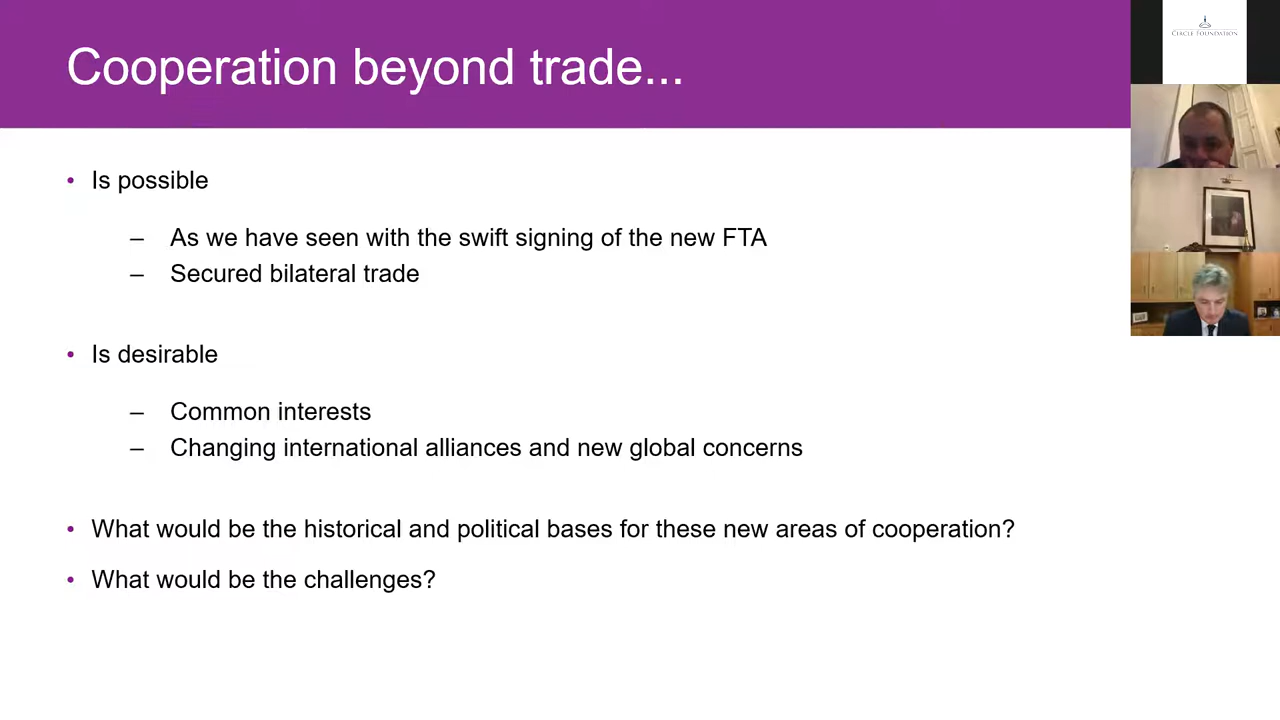 Cooperation beyond trade...
CIRCLE FOUNDATION
• Is possible
– As we have seen with the swift signing of the new FTA
– Secured bilateral trade
• Is desirable
– Common interests
– Changing international alliances and new global concerns
• What would be the historical and political bases for these new areas of cooperation?
• What would be the challenges?